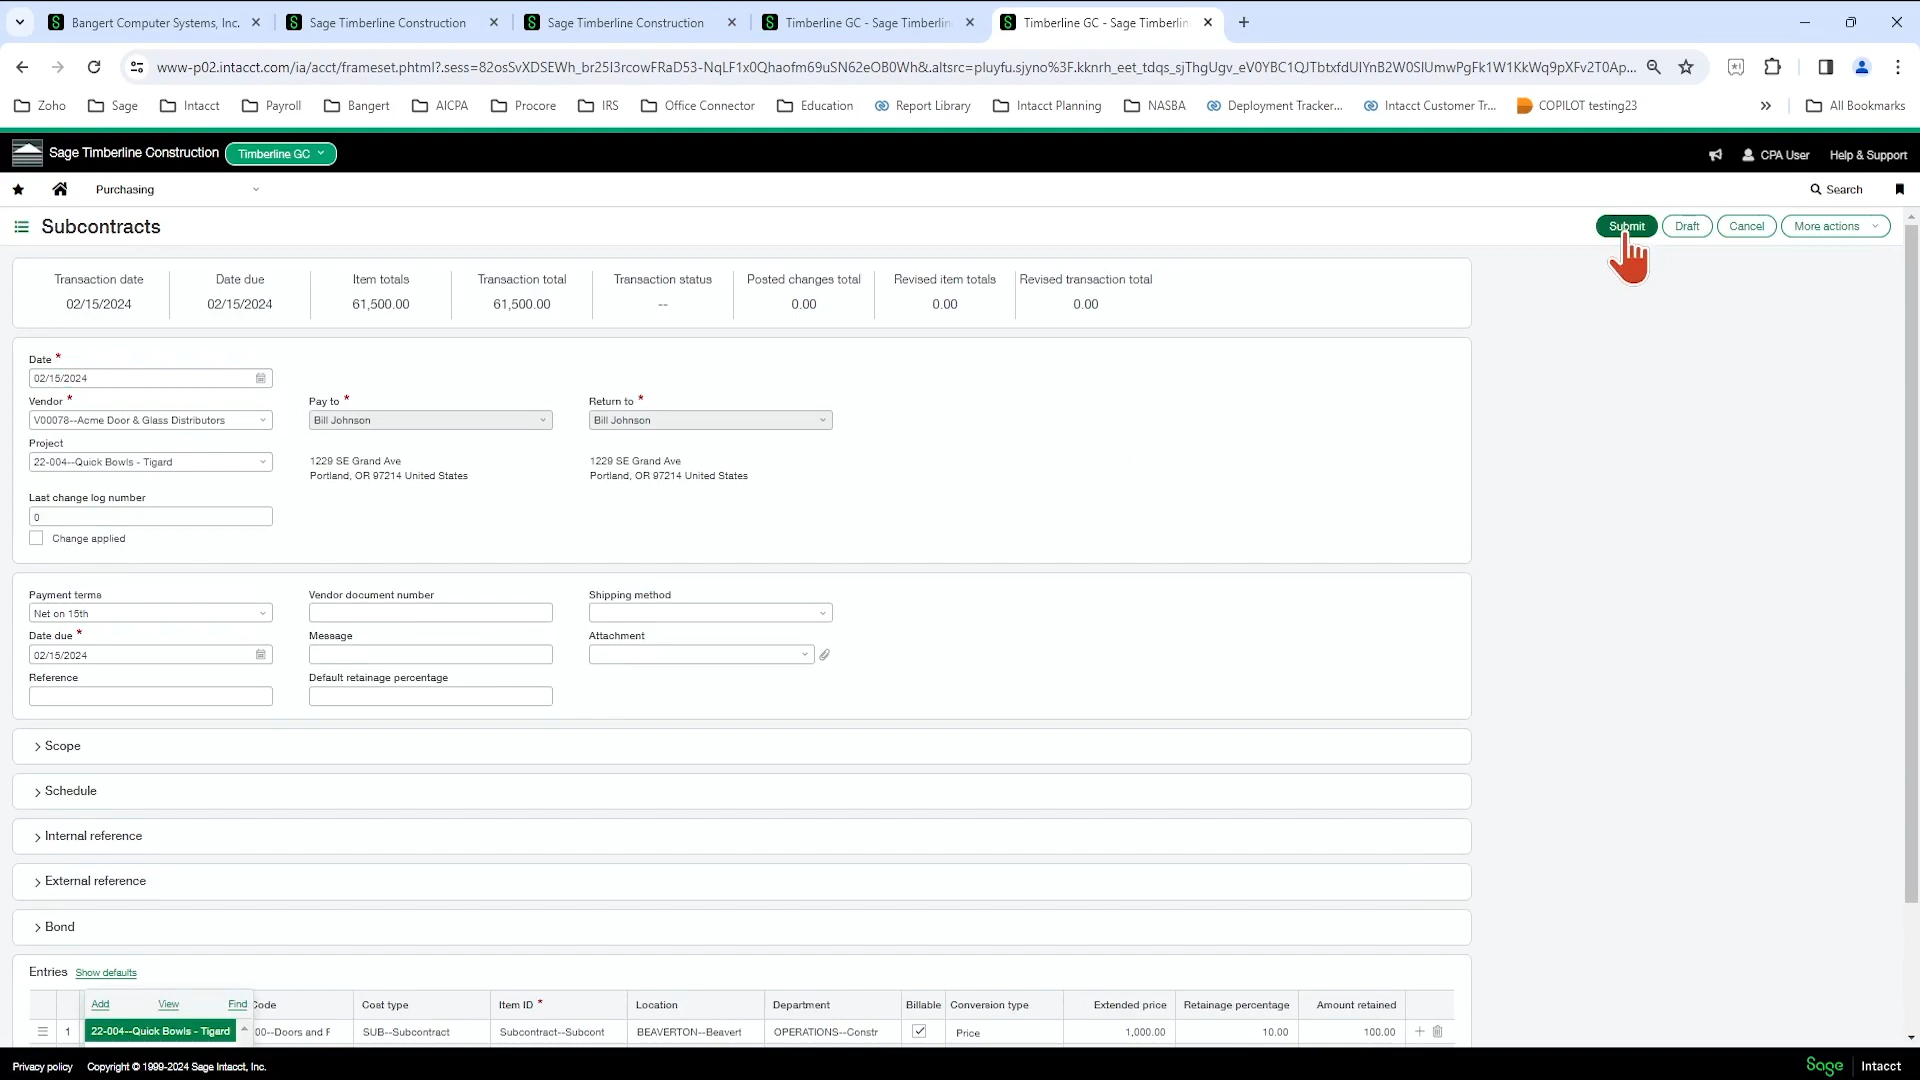 Bangert Computer Systems, Inc.
Sage Timberline Construction
Sage Timberline Construction
Timberline GC - Sage Timberlin
Timberline GC - Sage Timberlin
www-p02.intacct.com/ia/acct/frameset.phtml?.sess=82osSvXDSEWh_br25I3rcowFRaD53-NqLF1x0Qhaofm69uSN62eOB0Wh&.altsrc=pluyfu.sjyno%3F.kknrh_eet_tdqs_sjThgUgv_eV0YBC1QJTbtxfdUIYnB2W0SIUmwPgFk1W1KkWq9pXFv2T0Ap...
Zoho
Sage
Intacct
Payroll
Bangert
AICPA
Procore
IRS
Office Connector
Education
Report Library
Intacct Planning
NASBA
Deployment Tracker...
Intacct Customer Tr...
COPILOT testing23
All Bookmarks
Sage Timberline Construction
Timberline GC
CPA User
Help & Support
Purchasing
Search
Subcontracts
Submit
Draft
Cancel
More actions
Transaction date
Date due
Item totals
Transaction total
Transaction status
Posted changes total
Revised item totals
Revised transaction total
02/15/2024
02/15/2024
61,500.00
61,500.00
--
0.00
0.00
0.00
Date *
02/15/2024
Vendor *
Pay to *
Return to *
V00078--Acme Door & Glass Distributors
Bill Johnson
Bill Johnson
Project
22-004--Quick Bowls - Tigard
1229 SE Grand Ave
Portland, OR 97214 United States
1229 SE Grand Ave
Portland, OR 97214 United States
Last change log number
0
Change applied
Payment terms
Vendor document number
Shipping method
Net on 15th
Date due *
Message
Attachment
02/15/2024
Reference
Default retainage percentage
Scope
Schedule
Internal reference
External reference
Bond
Entries Show defaults
Add View Find
Code
Cost type
Item ID *
Location
Department
Billable
Conversion type
Extended price
Retainage percentage
Amount retained
1
22-004--Quick Bowls - Tigard
00--Doors and F
SUB--Subcontract
Subcontract--Subcont
BEAVERTON--Beavert
OPERATIONS--Constr
Price
1,000.00
10.00
100.00
Privacy policy
Copyright © 1999-2024 Sage Intacct, Inc.
Sage Intacct